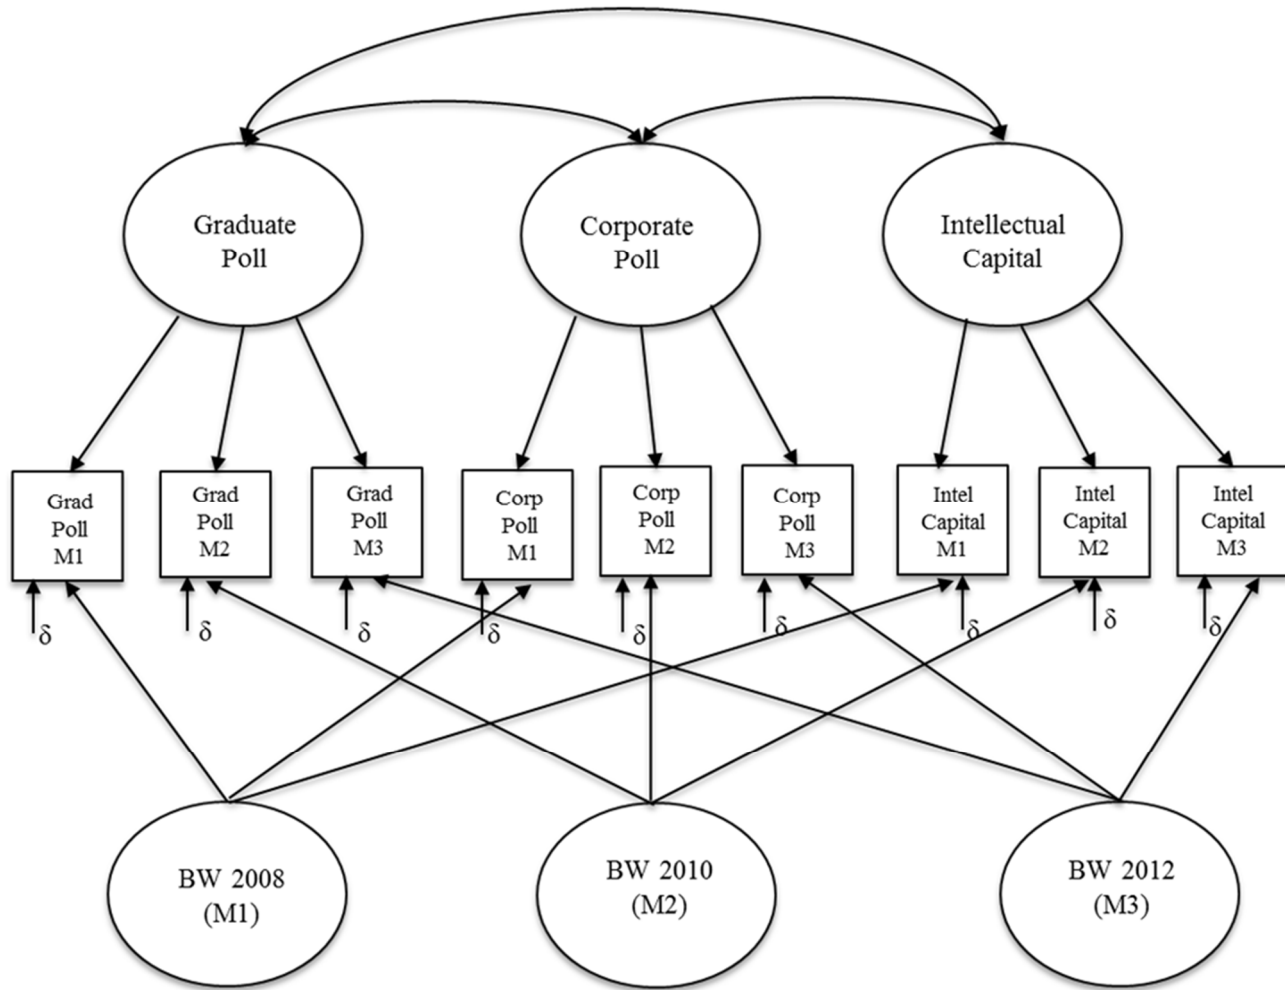 Graduate
Poll
Corporate
Poll
Intellectual
Capital
Grad
Poll
M1
Grad
Poll
M2
Grad
Poll
M3
Corp
Poll
M1
Corp
Poll
M2
Corp
Poll
M3
Intel
Capital
M1
Intel
Capital
M2
Intel
Capital
M3
δ
δ
δ
δ
δ
δ
δ
δ
δ
BW 2008
(M1)
BW 2010
(M2)
BW 2012
(M3)